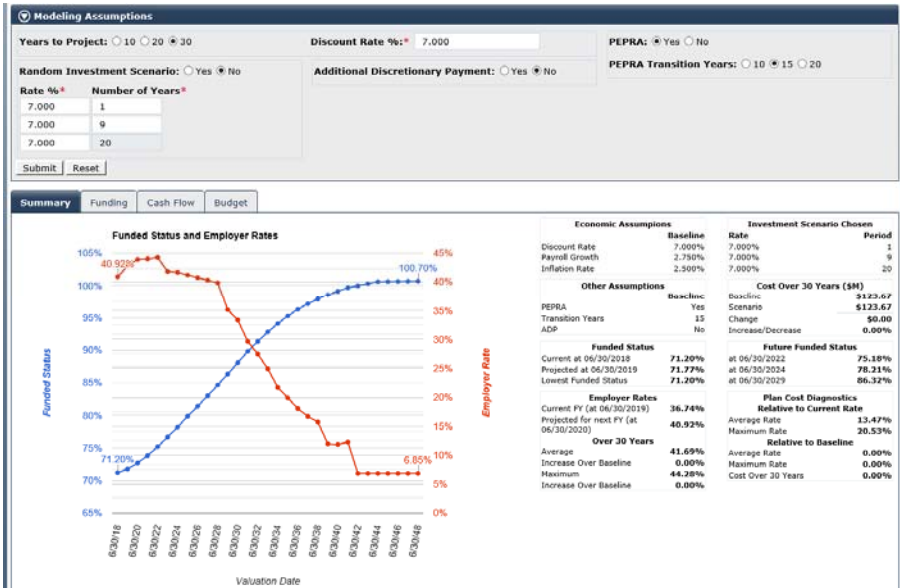 Modeling Assumptions
Years to Project: 10 20 30
Discount Rate %:* 7.000
PEPRA: Yes No
PEPRA Transition Years: 10 15 20
Random Investment Scenario: Yes No
Additional Discretionary Payment: Yes No
Rate %* Number of Years*
7.000 1
7.000 9
7.000 20
Submit Reset
Summary Funding Cash Flow Budget
Funded Status and Employer Rates
105%
100%
95%
90%
85%
80%
75%
70%
65%
Funded Status
45%
40%
35%
30%
25%
20%
15%
10%
5%
0%
Employer Rate
40.92%
100.70%
71.20%
6.85%
6/30/18
6/30/20
6/30/22
6/30/24
6/30/26
6/30/28
6/30/30
6/30/32
6/30/34
6/30/36
6/30/38
6/30/40
6/30/42
6/30/44
6/30/46
6/30/48
Valuation Date
Economic Assumpions
Baseline
Discount Rate 7.000%
Payroll Growth 2.750%
Inflation Rate 2.500%
Other Assumptions
Baseline
PEPRA Yes
Transition Years 15
ADP No
Funded Status
Current at 06/30/2018 71.20%
Projected at 06/30/2019 71.77%
Lowest Funded Status 71.20%
Employer Rates
Current FY (at 06/30/2019) 36.74%
Projected for next FY (at
06/30/2020) 40.92%
Over 30 Years
Average 41.69%
Increase Over Baseline 0.00%
Maximum 44.28%
Increase Over Baseline 0.00%
Investment Scenario Chosen
Rate Period
7.000% 1
7.000% 9
7.000% 20
Cost Over 30 Years ($M)
Baseline $123.67
Scenario $123.67
Change $0.00
Increase/Decrease 0.00%
Future Funded Status
at 06/30/2022 75.18%
at 06/30/2024 78.21%
at 06/30/2029 86.32%
Plan Cost Diagnostics
Relative to Current Rate
Average Rate 13.47%
Maximum Rate 20.53%
Relative to Baseline
Average Rate 0.00%
Maximum Rate 0.00%
Cost Over 30 Years 0.00%